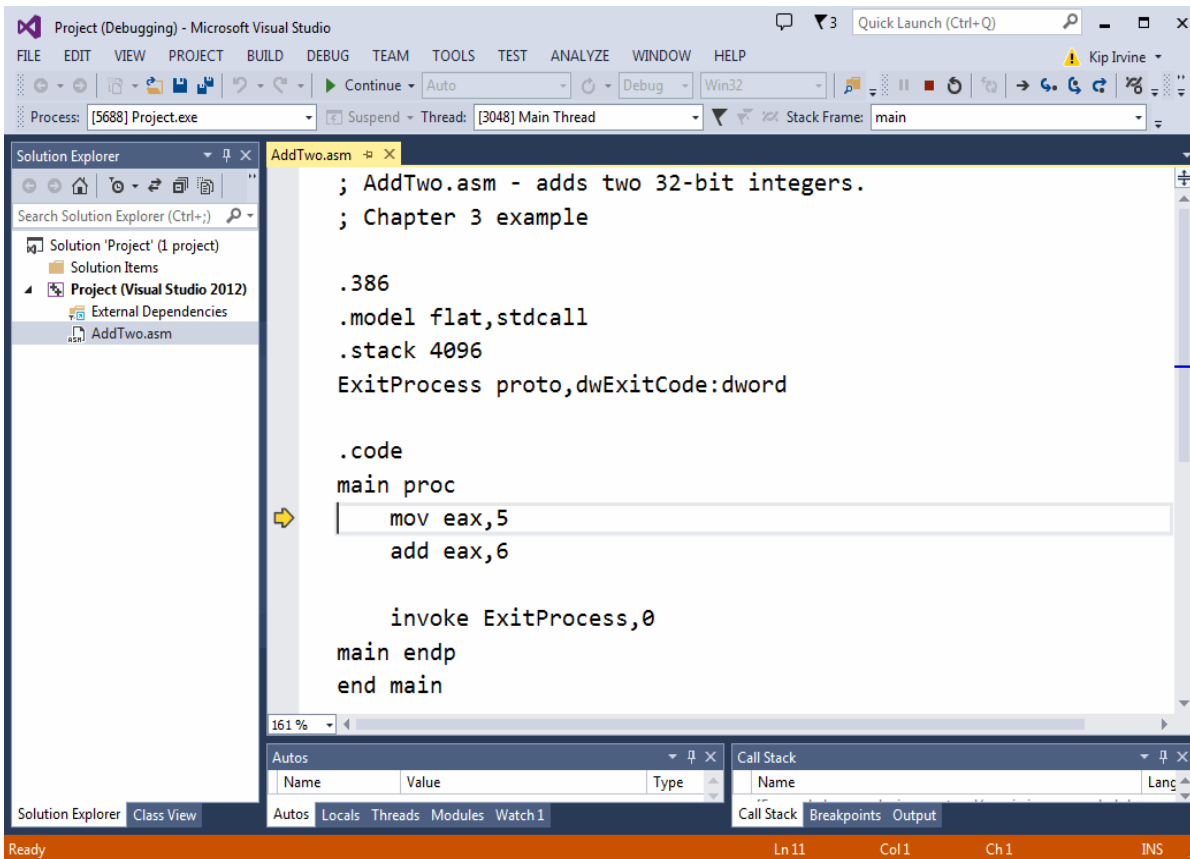 Project (Debugging) - Microsoft Visual Studio
3
Quick Launch (Ctrl+Q)
FILE EDIT VIEW PROJECT BUILD DEBUG TEAM TOOLS TEST ANALYZE WINDOW HELP
Kip Irvine
Continue Auto Debug Win32
Process: [5688] Project.exe Suspend Thread: [3048] Main Thread Stack Frame: main
Solution Explorer
Search Solution Explorer (Ctrl+;)
Solution 'Project' (1 project)
Solution Items
Project (Visual Studio 2012)
External Dependencies
AddTwo.asm
AddTwo.asm
; AddTwo.asm - adds two 32-bit integers.
; Chapter 3 example
.386
.model flat,stdcall
.stack 4096
ExitProcess proto,dwExitCode:dword
.code
main proc
mov eax,5
add eax,6
invoke ExitProcess,0
main endp
end main
161 %
Autos
Name Value Type
Call Stack
Name Lang
Solution Explorer Class View
Autos Locals Threads Modules Watch 1
Call Stack Breakpoints Output
Ready Ln 11 Col 1 Ch 1 INS